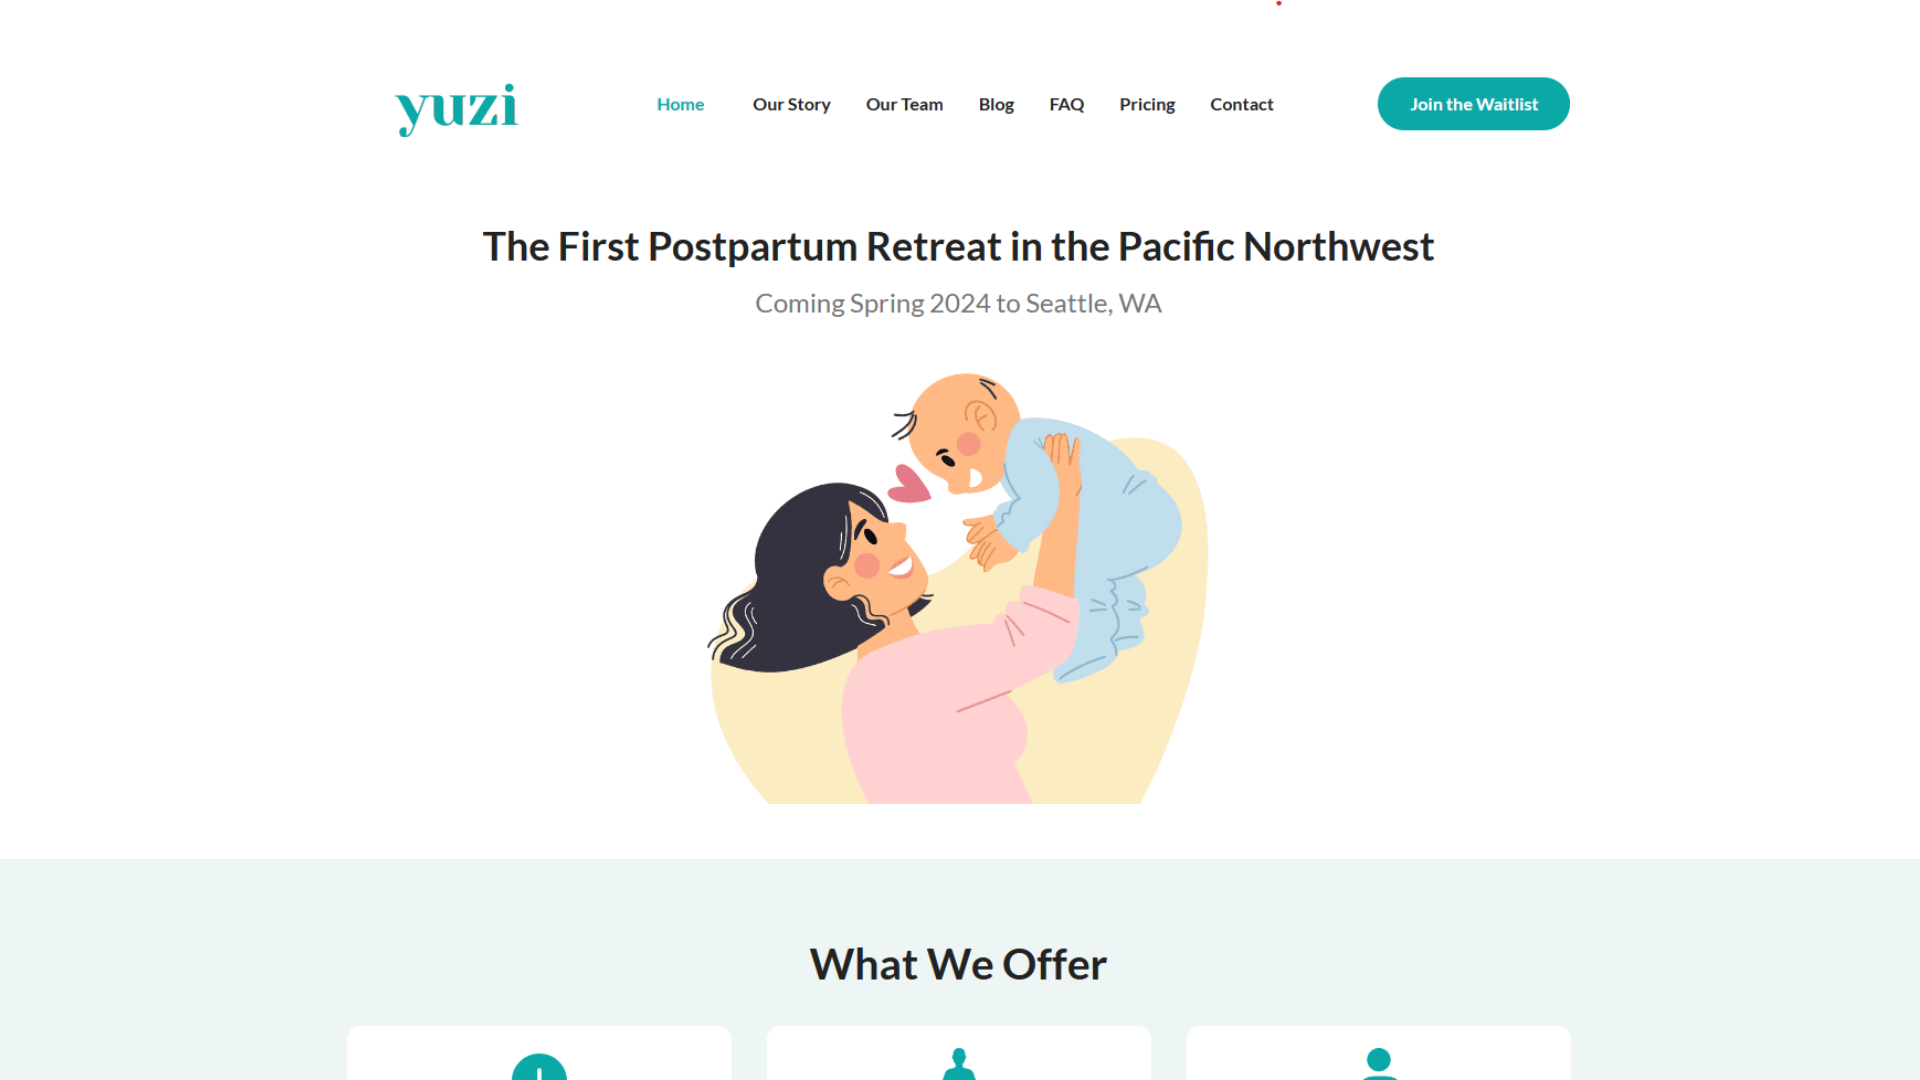 yuzi
Home Our Story Our Team Blog FAQ Pricing Contact
Join the Waitlist
The First Postpartum Retreat in the Pacific Northwest
Coming Spring 2024 to Seattle, WA
What We Offer